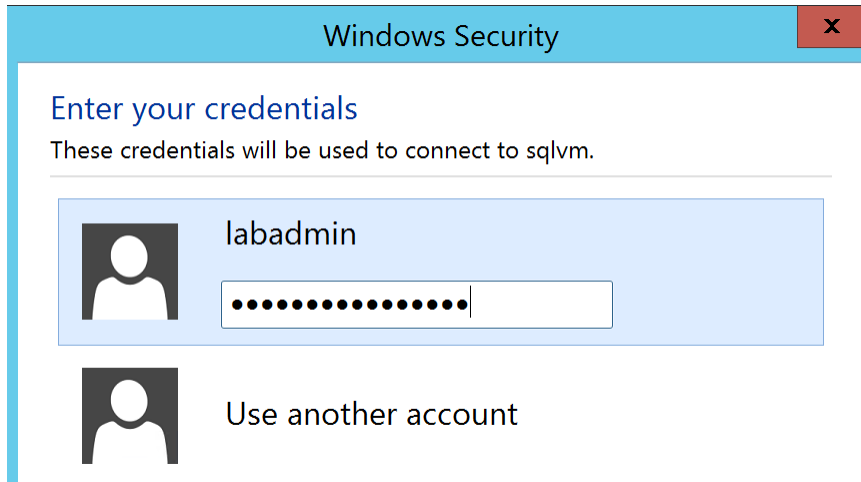 Windows Security
x
Enter your credentials
These credentials will be used to connect to sqlvm.
labadmin
••••••••••••••••
Use another account